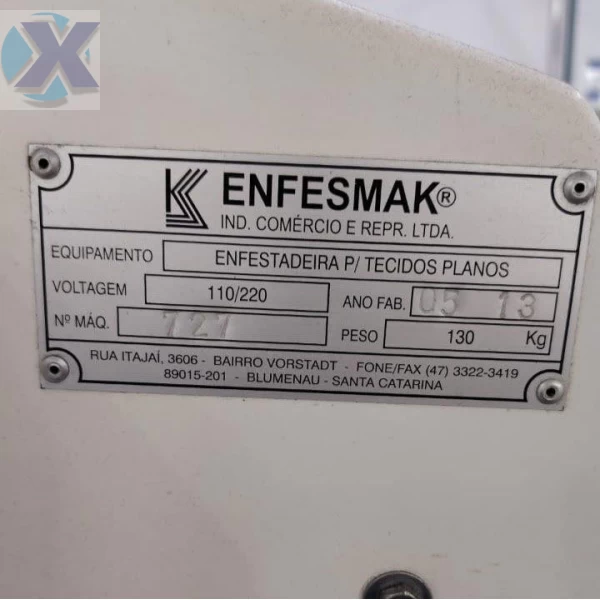 X
ENFESMAK®
IND. COMÉRCIO E REPR. LTDA.
EQUIPAMENTO ENFESTADEIRA P/ TECIDOS PLANOS
VOLTAGEM 110/220 ANO FAB. 05 13
Nº MÁQ. 727 PESO 130 Kg
RUA ITAJAÍ, 3606 - BAIRRO VORSTADT - FONE/FAX (47) 3322-3419
89015-201 - BLUMENAU - SANTA CATARINA